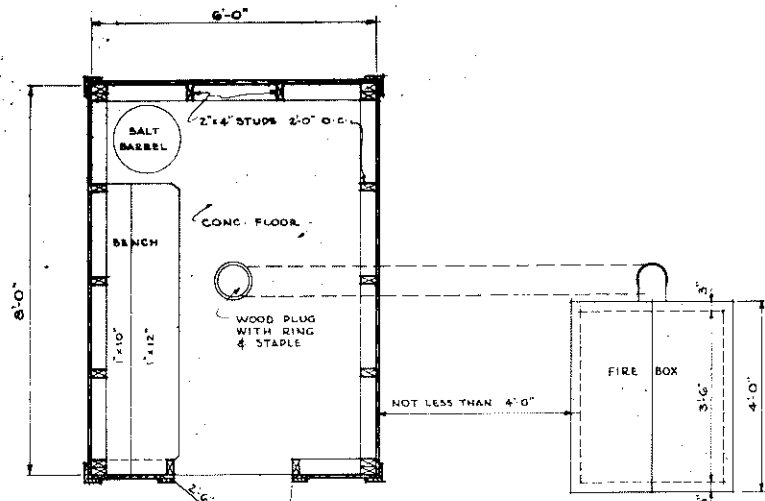 6'-0"
2"x4" STUDS 2'-0" O.C.
SALT
BARREL
CONC. FLOOR
BENCH
8'-0"
1"x10"
1"x12"
WOOD PLUG
WITH RING
& STAPLE
3"
FIRE BOX
3'6"
4'-0"
NOT LESS THAN 4'-0"
2'-6"